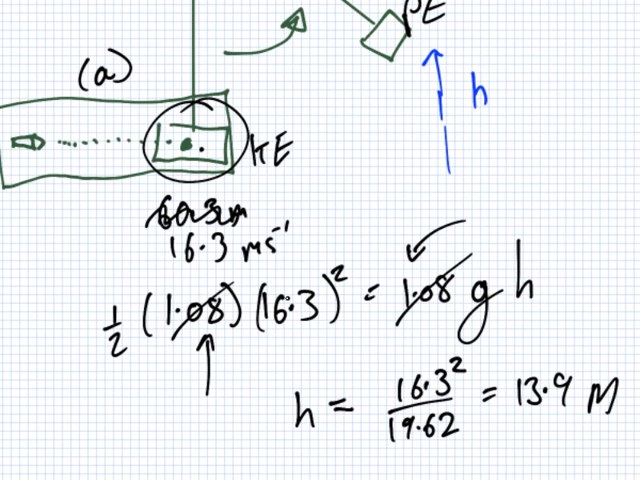 PE
(a)
h
KE
16.3 ms⁻¹
½ (1.08) (16.3)² = 1.08 g h
h = 16.3² / 19.62 = 13.9 M